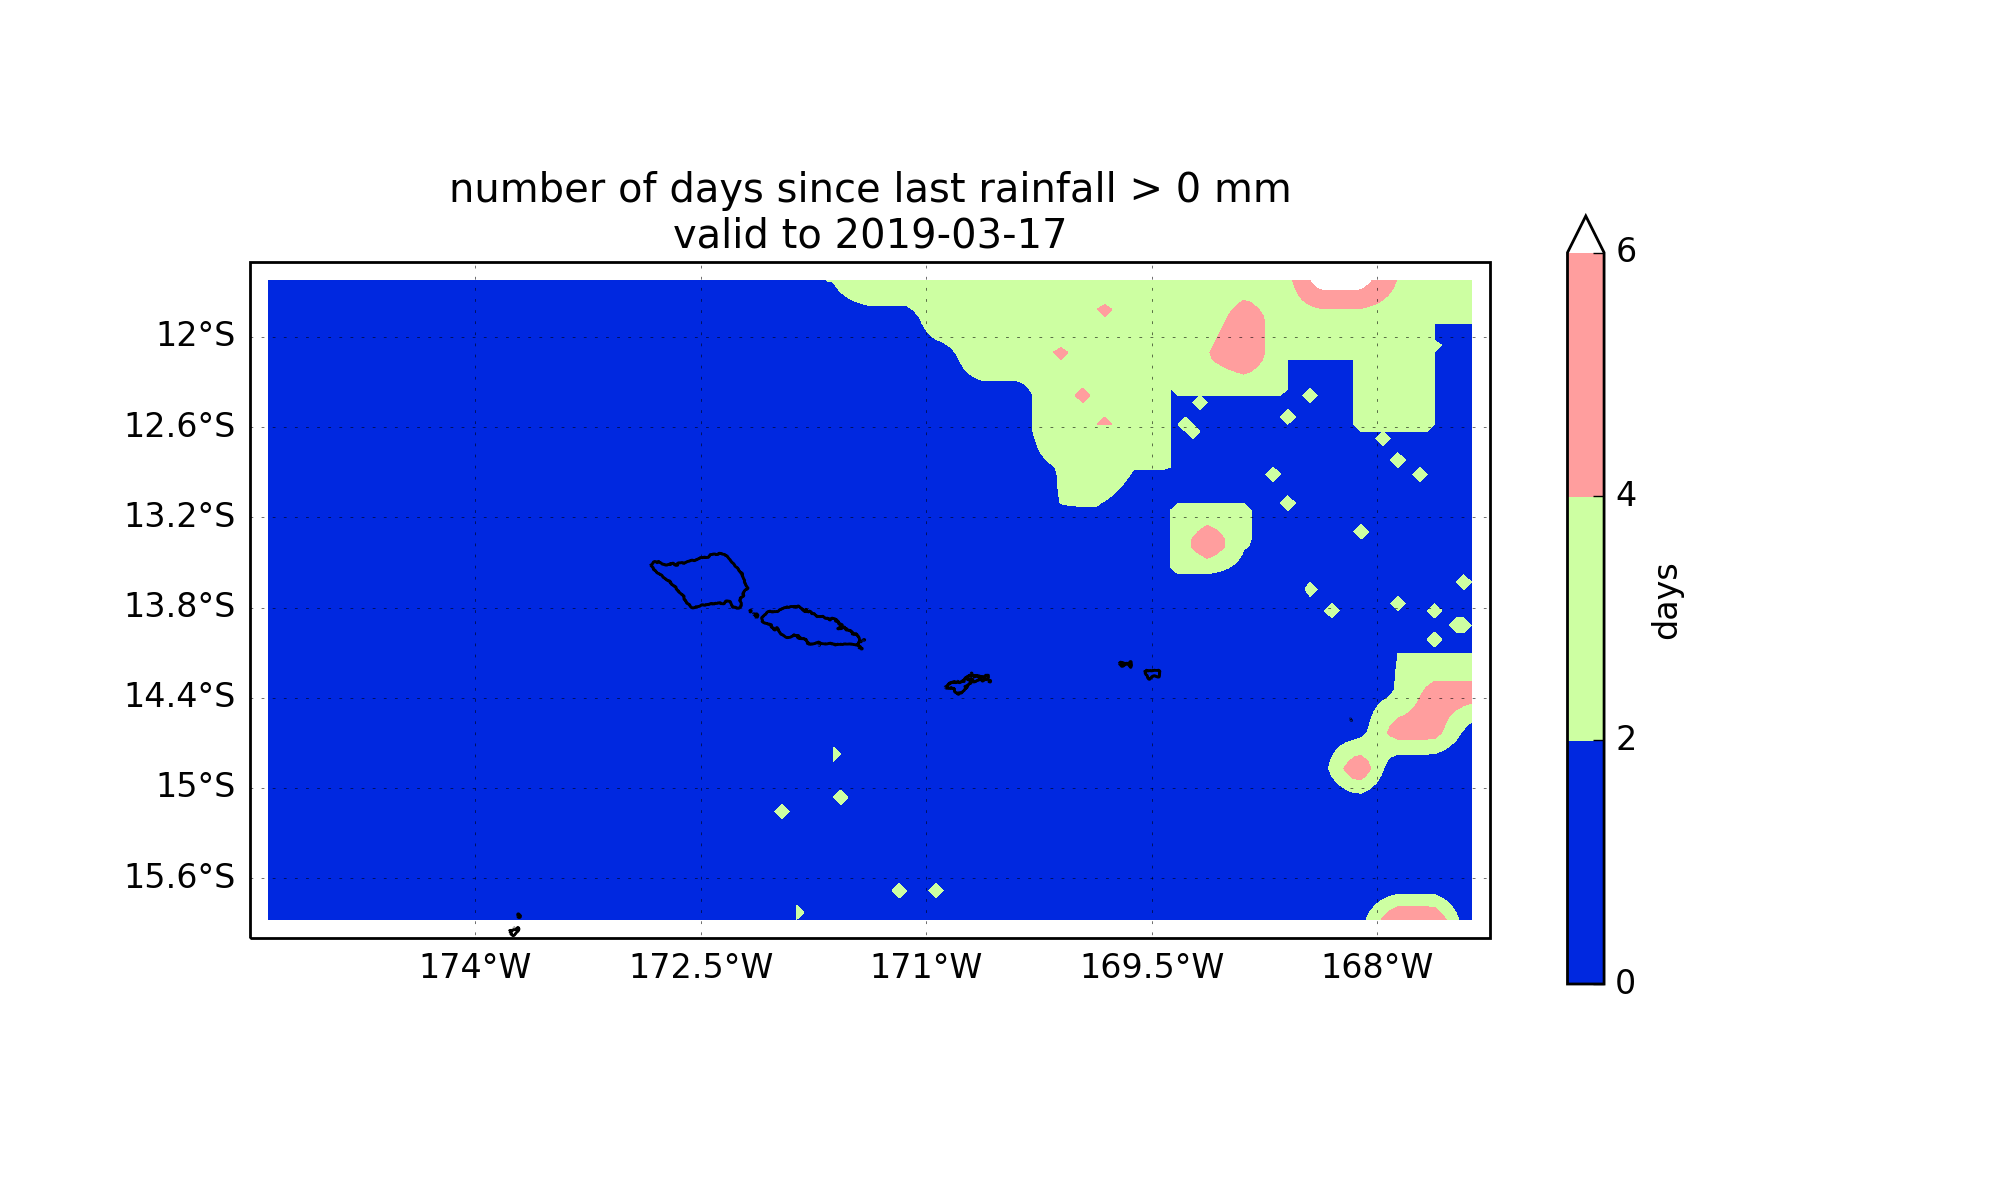 number of days since last rainfall > 0 mm
valid to 2019-03-17
12°S
12.6°S
13.2°S
13.8°S
14.4°S
15°S
15.6°S
174°W
172.5°W
171°W
169.5°W
168°W
6
4
2
0
days